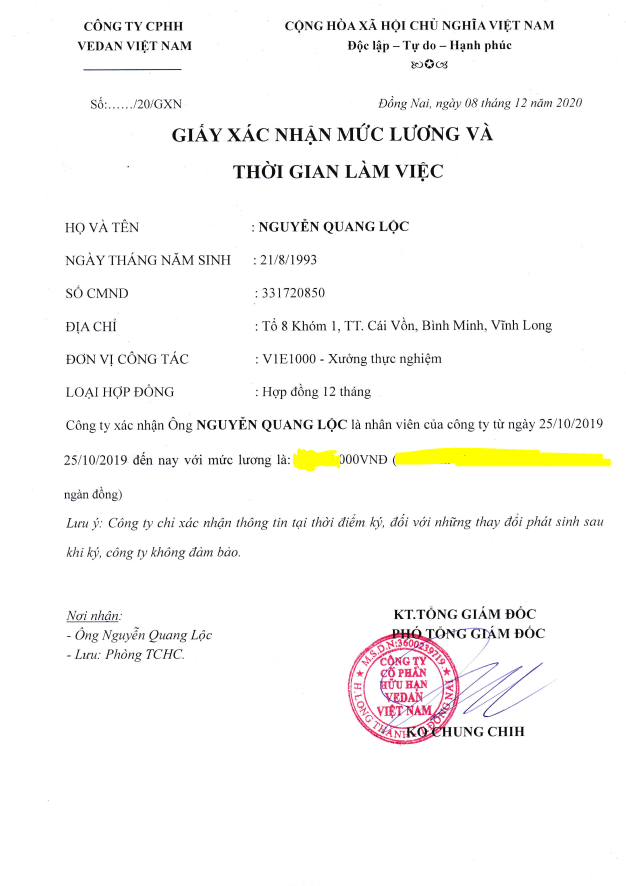 CÔNG TY CPHH
VEDAN VIỆT NAM
CỘNG HÒA XÃ HỘI CHỦ NGHĨA VIỆT NAM
Độc lập – Tự do – Hạnh phúc
Số:……/20/GXN
Đồng Nai, ngày 08 tháng 12 năm 2020
GIẤY XÁC NHẬN MỨC LƯƠNG VÀ
THỜI GIAN LÀM VIỆC
HỌ VÀ TÊN : NGUYỄN QUANG LỘC
NGÀY THÁNG NĂM SINH : 21/8/1993
SỐ CMND : 331720850
ĐỊA CHỈ : Tổ 8 Khóm 1, TT. Cái Vồn, Bình Minh, Vĩnh Long
ĐƠN VỊ CÔNG TÁC : V1E1000 - Xưởng thực nghiệm
LOẠI HỢP ĐỒNG : Hợp đồng 12 tháng
Công ty xác nhận Ông NGUYỄN QUANG LỘC là nhân viên của công ty từ ngày 25/10/2019
25/10/2019 đến nay với mức lương là: 000VNĐ (
ngàn đồng)
Lưu ý: Công ty chỉ xác nhận thông tin tại thời điểm ký, đối với những thay đổi phát sinh sau
khi ký, công ty không đảm bảo.
Nơi nhận:
- Ông Nguyễn Quang Lộc
- Lưu: Phòng TCHC.
KT.TỔNG GIÁM ĐỐC
PHÓ TỔNG GIÁM ĐỐC
M.S.D.N:3600239719
CÔNG TY
CỔ PHẦN
HỮU HẠN
VEDAN
VIỆT NAM
H.LONG THÀNH - T.ĐỒNG NAI
KO CHUNG CHIH